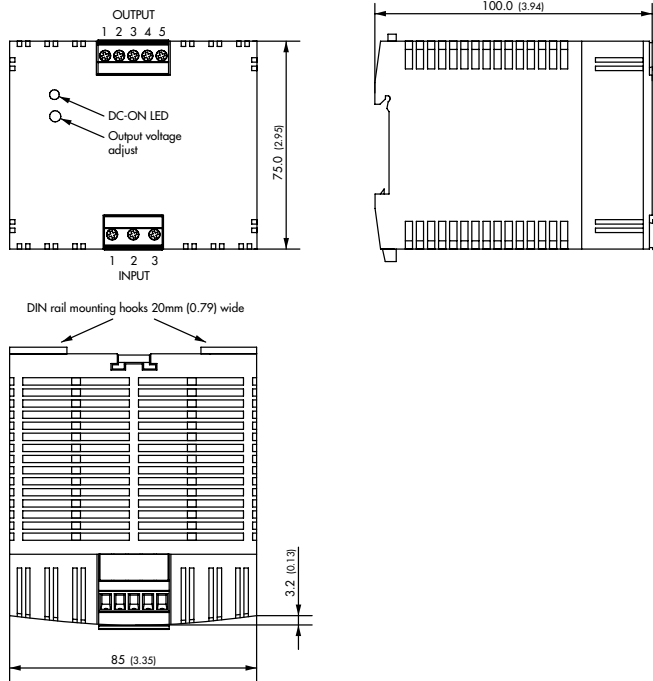 OUTPUT
1 2 3 4 5
DC-ON LED
Output voltage
adjust
75.0 (2.95)
1 2 3
INPUT
100.0 (3.94)
DIN rail mounting hooks 20mm (0.79) wide
3.2 (0.13)
85 (3.35)